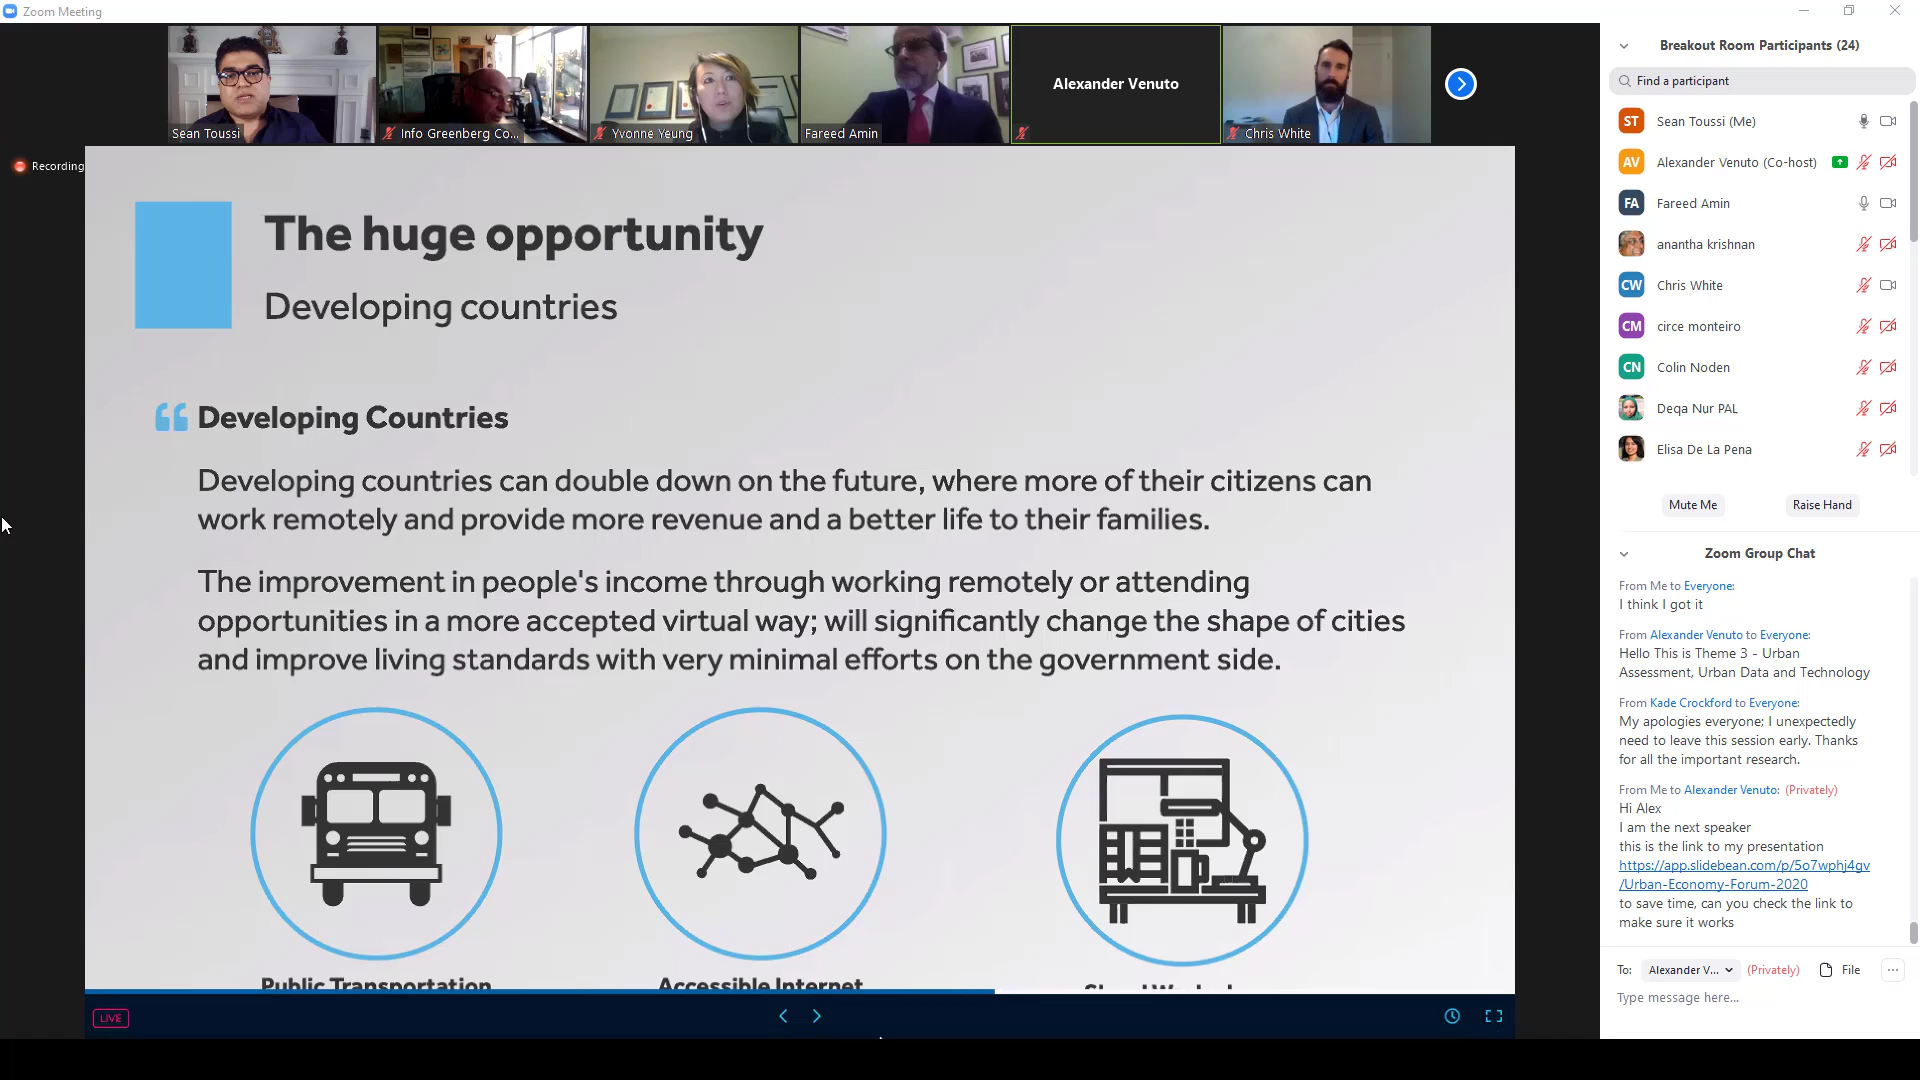 Zoom Meeting
Sean Toussi
Info Greenberg Co...
Yvonne Yeung
Fareed Amin
Alexander Venuto
Chris White
Recording
The huge opportunity
Developing countries
Developing Countries
Developing countries can double down on the future, where more of their citizens can
work remotely and provide more revenue and a better life to their families.
The improvement in people's income through working remotely or attending
opportunities in a more accepted virtual way; will significantly change the shape of cities
and improve living standards with very minimal efforts on the government side.
Public Transportation
Accessible Internet
LIVE
Breakout Room Participants (24)
Find a participant
ST Sean Toussi (Me)
AV Alexander Venuto (Co-host)
FA Fareed Amin
anantha krishnan
CW Chris White
CM circe monteiro
CN Colin Noden
Deqa Nur PAL
Elisa De La Pena
Mute Me
Raise Hand
Zoom Group Chat
From Me to Everyone:
I think I got it
From Alexander Venuto to Everyone:
Hello This is Theme 3 - Urban
Assessment, Urban Data and Technology
From Kade Crockford to Everyone:
My apologies everyone; I unexpectedly
need to leave this session early. Thanks
for all the important research.
From Me to Alexander Venuto: (Privately)
Hi Alex
I am the next speaker
this is the link to my presentation
https://app.slidebean.com/p/5o7wphj4gv
/Urban-Economy-Forum-2020
to save time, can you check the link to
make sure it works
To: Alexander V... (Privately) File ...
Type message here...